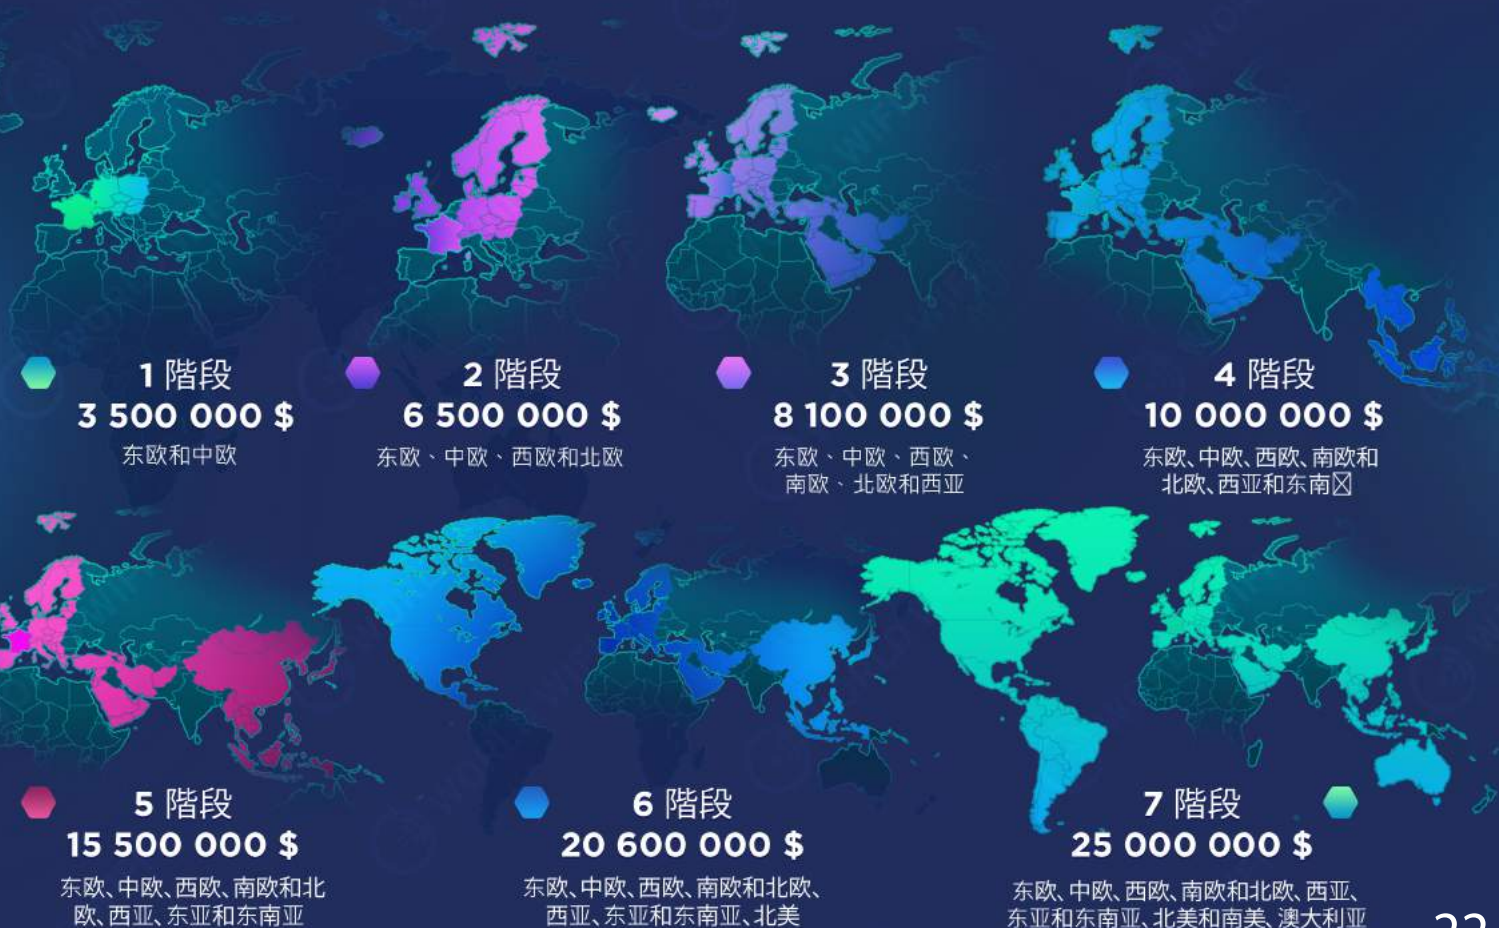 1 階段
3 500 000 $
东欧和中欧
2 階段
6 500 000 $
东欧、中欧、西欧和北欧
3 階段
8 100 000 $
东欧、中欧、西欧、
南欧、北欧和西亚
4 階段
10 000 000 $
东欧、中欧、西欧、南欧和
北欧、西亚和东南
5 階段
15 500 000 $
东欧、中欧、西欧、南欧和北
欧、西亚、东亚和东南亚
6 階段
20 600 000 $
东欧、中欧、西欧、南欧和北欧、
西亚、东亚和东南亚、北美
7 階段
25 000 000 $
东欧、中欧、西欧、南欧和北欧、西亚、
东亚和东南亚、北美和南美、澳大利亚